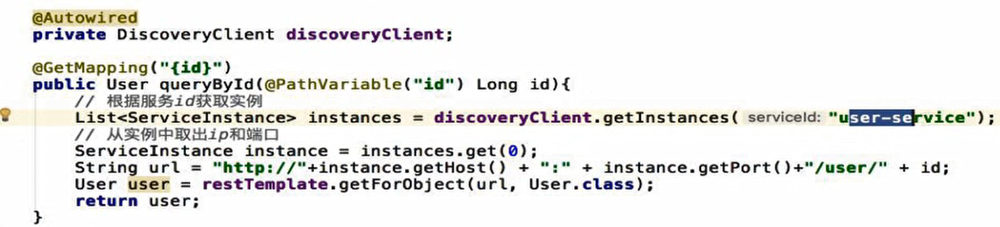 @Autowired
private DiscoveryClient discoveryClient;
@GetMapping("{id}")
public User queryById(@PathVariable("id") Long id){
// 根据服务id获取实例
List<ServiceInstance> instances = discoveryClient.getInstances( serviceId: "user-service");
// 从实例中取出ip和端口
ServiceInstance instance = instances.get(0);
String url = "http://"+instance.getHost() + ":" + instance.getPort()+"/user/" + id;
User user = restTemplate.getForObject(url, User.class);
return user;
}